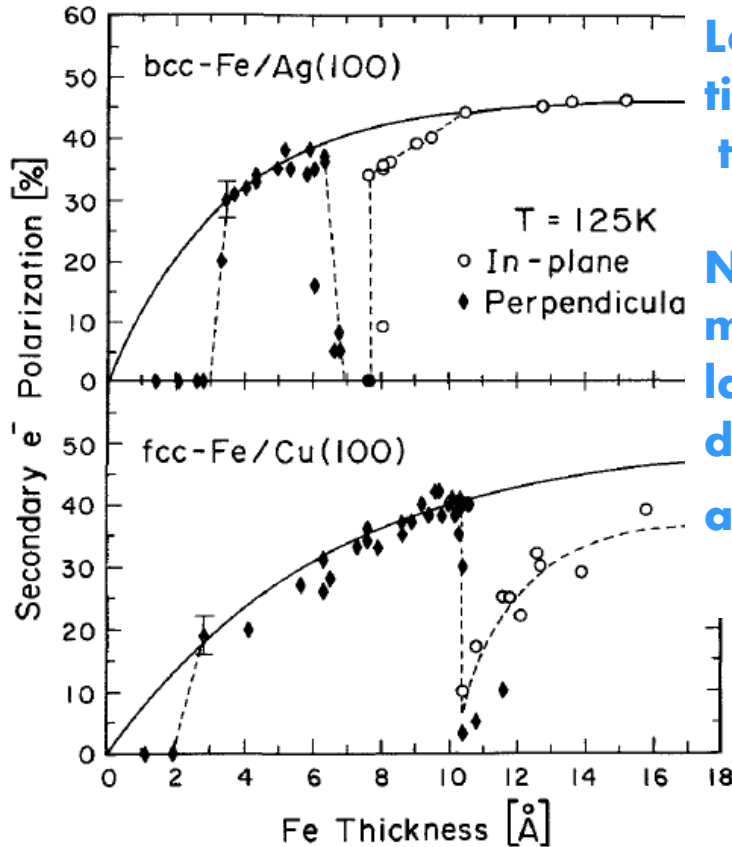 60
50
40
30
20
10
0
bcc-Fe/Ag(100)
T = 125K
In-plane
Perpendicula
50
40
30
20
10
0
fcc-Fe/Cu(100)
0 2 4 6 8 10 12 14 16 18
Fe Thickness [Å]
Secondary e⁻ Polarization [%]